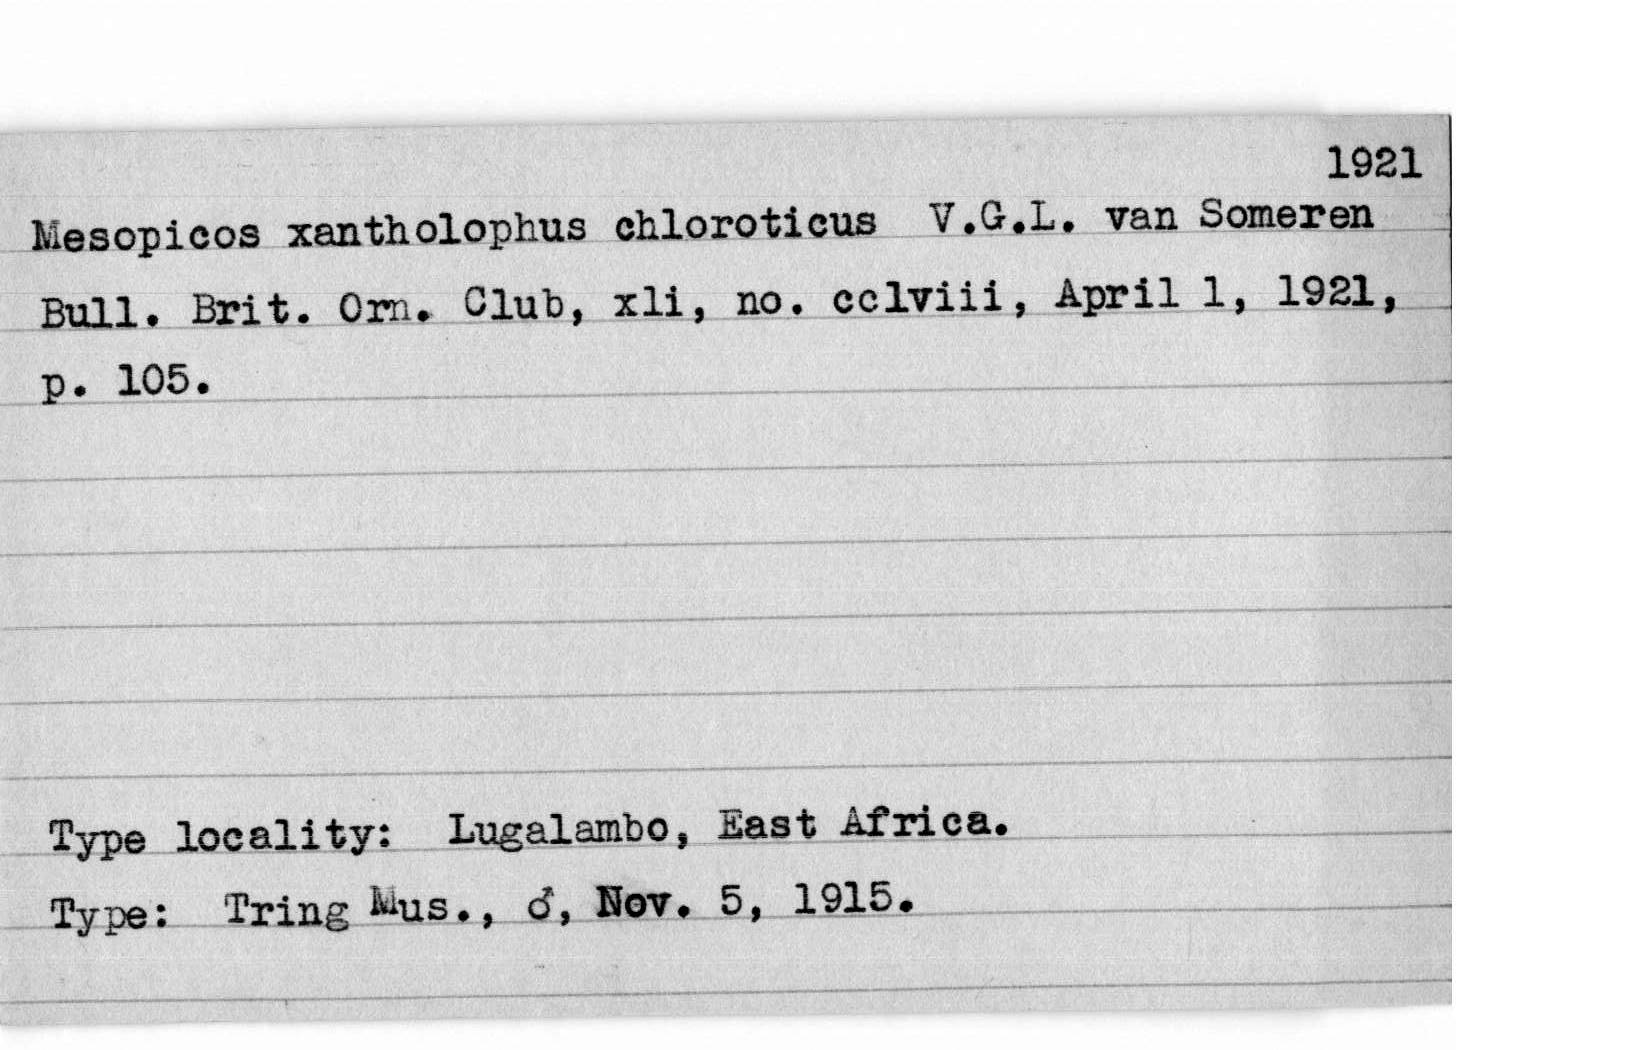 1921
Mesopicos xantholophus chloroticus V.G.L. van Someren
Bull. Brit. Orn. Club, xli, no. cclviii, April 1, 1921,
p. 105.
Type locality: Lugalambo, East Africa.
Type: Tring Mus., ♂, Nov. 5, 1915.